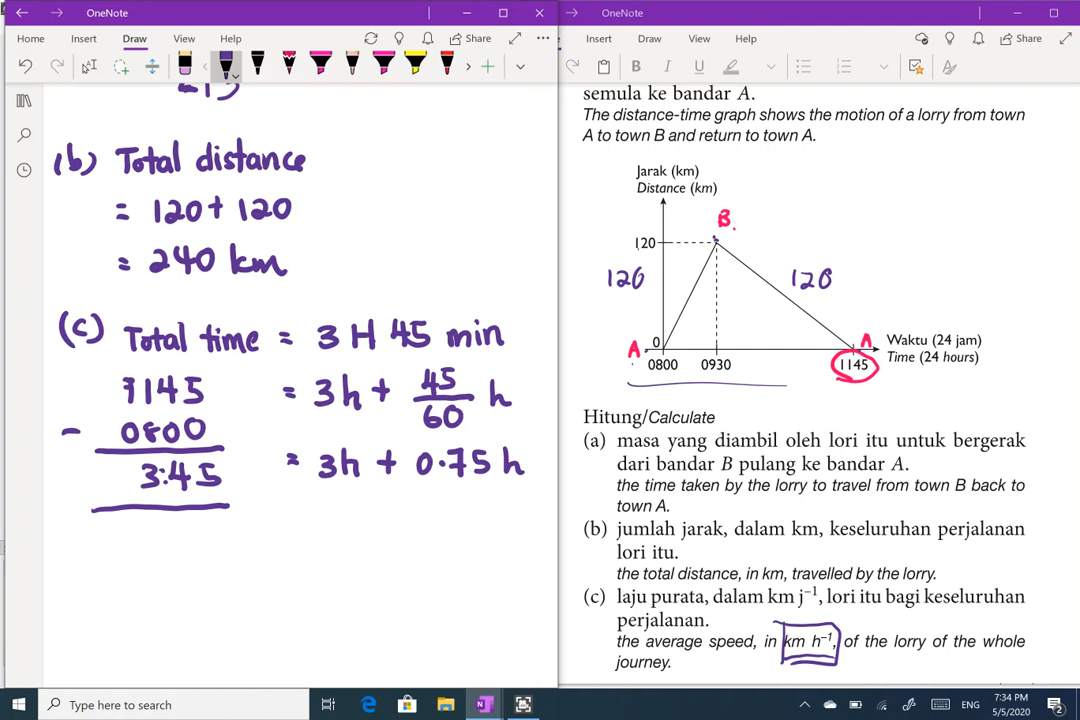 OneNote
Home Insert Draw View Help Share
(b) Total distance
= 120 + 120
= 240 km
(c) Total time = 3 H 45 min
1145
- 0800
3:45
= 3h + 45/60 h
= 3h + 0.75 h
OneNote
Insert Draw View Help Share
B I U
semula ke bandar A.
The distance-time graph shows the motion of a lorry from town
A to town B and return to town A.
Jarak (km)
Distance (km)
B
120
120
120
0
A
A
0800 0930 1145
Waktu (24 jam)
Time (24 hours)
Hitung/Calculate
(a) masa yang diambil oleh lori itu untuk bergerak
dari bandar B pulang ke bandar A.
the time taken by the lorry to travel from town B back to
town A.
(b) jumlah jarak, dalam km, keseluruhan perjalanan
lori itu.
the total distance, in km, travelled by the lorry.
(c) laju purata, dalam km j⁻¹, lori itu bagi keseluruhan
perjalanan.
the average speed, in km h⁻¹, of the lorry of the whole
journey.
Type here to search
ENG
7:34 PM
5/5/2020
2